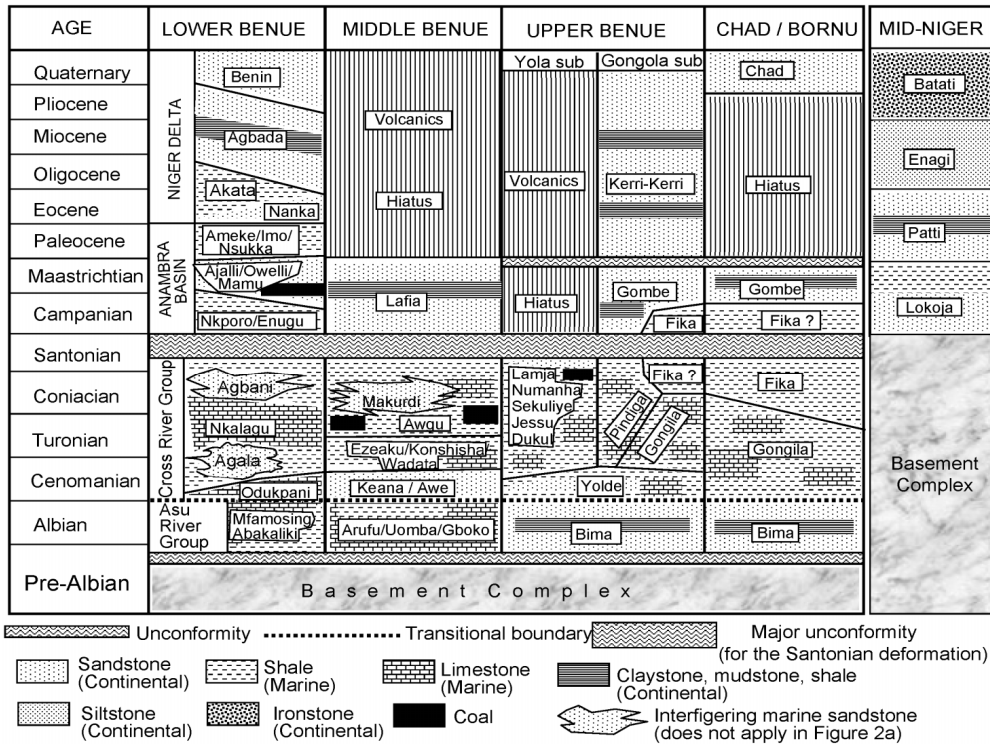 AGE
LOWER BENUE
MIDDLE BENUE
UPPER BENUE
CHAD / BORNU
MID-NIGER
Yola sub
Gongola sub
Quaternary
Pliocene
Miocene
Oligocene
Eocene
Paleocene
Maastrichtian
Campanian
Santonian
Coniacian
Turonian
Cenomanian
Albian
Pre-Albian
NIGER DELTA
ANAMBRA
BASIN
Cross River Group
Asu
River
Group
Benin
Agbada
Akata
Nanka
Ameke/Imo/
Nsukka
Ajalli/Owelli/
Mamu
Nkporo/Enugu
Agbani
Nkalagu
Agala
Odukpani
Mfamosing
Abakaliki
Volcanics
Hiatus
Lafia
Makurdi
Awgu
Ezeaku/Konshisha/
Wadata
Keana / Awe
Arufu/Uomba/Gboko
Volcanics
Hiatus
Lamja
Numanha
Sekuliye
Jessu
Dukul
Kerri-Kerri
Gombe
Fika
Fika ?
Pindiga
Gongila
Yolde
Bima
Chad
Hiatus
Gombe
Fika ?
Fika
Gongila
Bima
Batati
Enagi
Patti
Lokoja
Basement
Complex
Basement Complex
Unconformity
Transitional boundary
Major unconformity
(for the Santonian deformation)
Sandstone
(Continental)
Shale
(Marine)
Limestone
(Marine)
Claystone, mudstone, shale
(Continental)
Siltstone
(Continental)
Ironstone
(Continental)
Coal
Interfigering marine sandstone
(does not apply in Figure 2a)